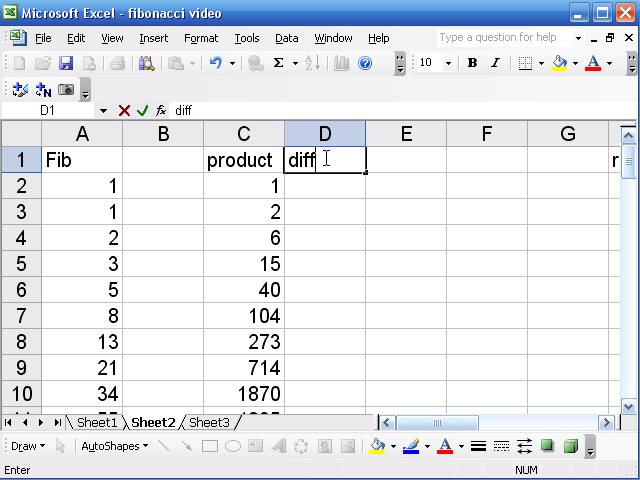 Microsoft Excel - fibonacci video
File Edit View Insert Format Tools Data Window Help Type a question for help
Σ 10 B I A
N
D1 fx diff
A B C D E F G
1 Fib product diff r
2 1 1
3 1 2
4 2 6
5 3 15
6 5 40
7 8 104
8 13 273
9 21 714
10 34 1870
Sheet1 Sheet2 Sheet3
Draw AutoShapes A A
Enter NUM